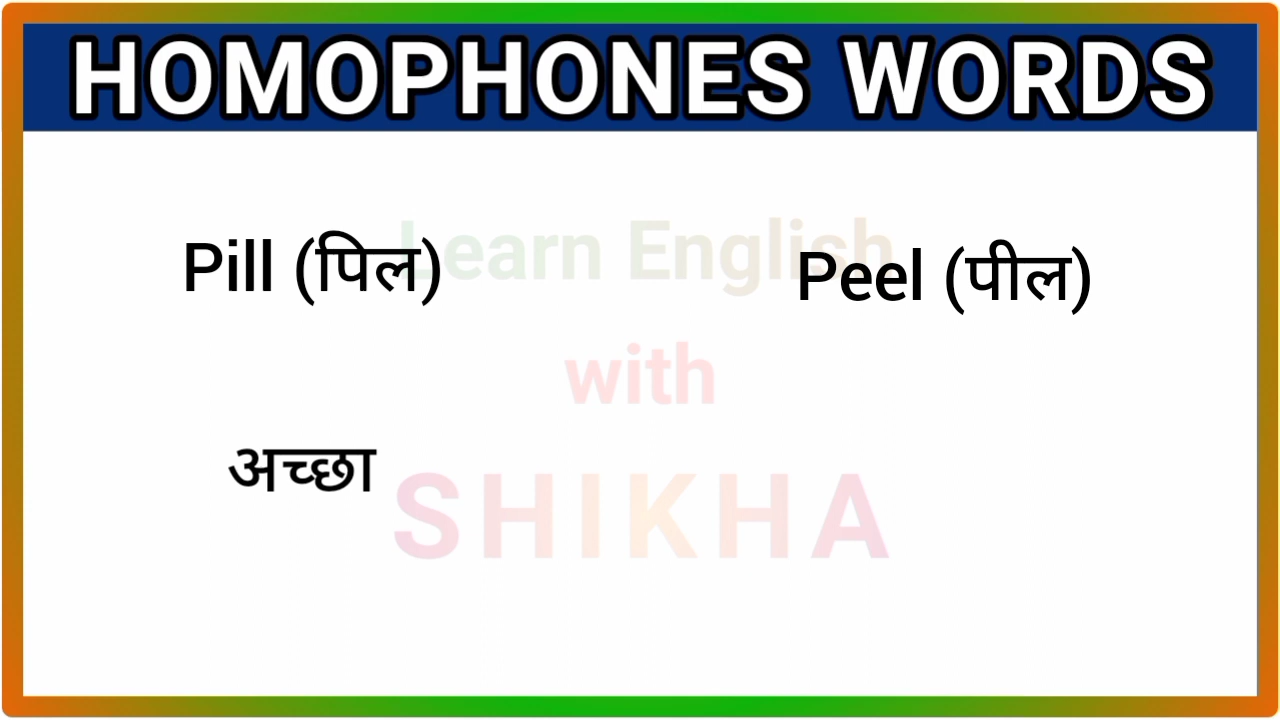 HOMOPHONES WORDS
Learn English
Pill (पिल) Peel (पील)
with
अच्छा
SHIKHA